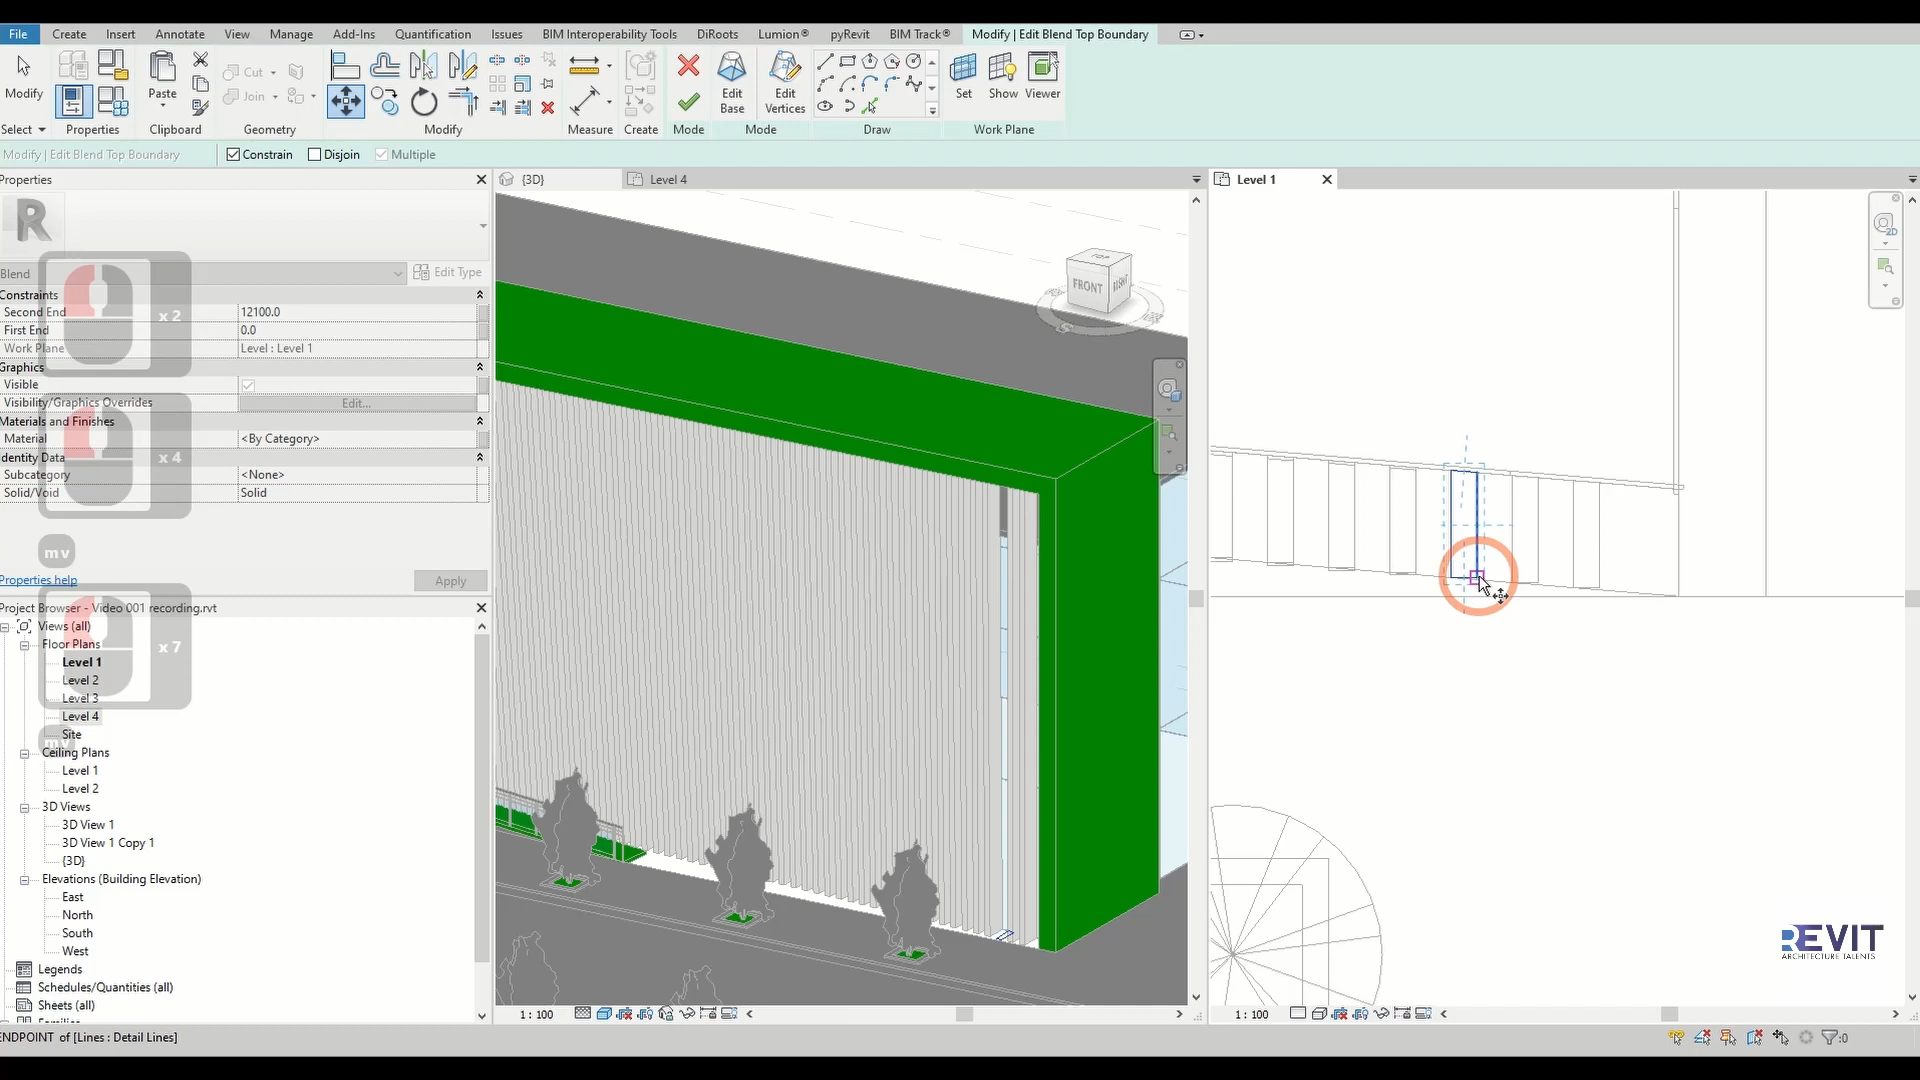 File Create Insert Annotate View Manage Add-Ins Quantification Issues BIM Interoperability Tools DiRoots Lumion® pyRevit BIM Track® Modify | Edit Blend Top Boundary
Modify
Paste
Cut
Join
Edit Base
Edit Vertices
Set Show Viewer
Select Properties Clipboard Geometry Modify Measure Create Mode Mode Draw Work Plane
Modify | Edit Blend Top Boundary Constrain Disjoin Multiple
Properties
R
Blend Edit Type
Constraints
Second End 12100.0
First End 0.0
Work Plane Level : Level 1
Graphics
Visible
Visibility/Graphics Overrides Edit...
Materials and Finishes
Material <By Category>
Identity Data
Subcategory <None>
Solid/Void Solid
x 2
x 4
mv
x 7
mv
Properties help Apply
Project Browser - Video 001 recording.rvt
Views (all)
Floor Plans
Level 1
Level 2
Level 3
Level 4
Site
Ceiling Plans
Level 1
Level 2
3D Views
3D View 1
3D View 1 Copy 1
{3D}
Elevations (Building Elevation)
East
North
South
West
Legends
Schedules/Quantities (all)
Sheets (all)
{3D} Level 4
TOP
FRONT
RIGHT
S
1 : 100
Level 1
2D
REVIT
ARCHITECTURE TALENTS
1 : 100
ENDPOINT of [Lines : Detail Lines]
:0